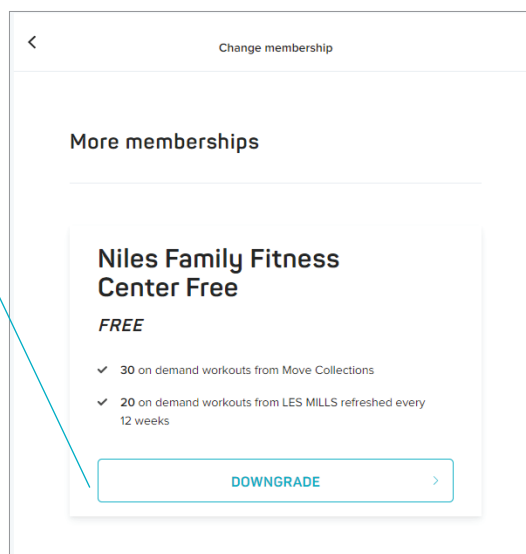 Change membership
More memberships
Niles Family Fitness
Center Free
FREE
30 on demand workouts from Move Collections
20 on demand workouts from LES MILLS refreshed every
12 weeks
DOWNGRADE